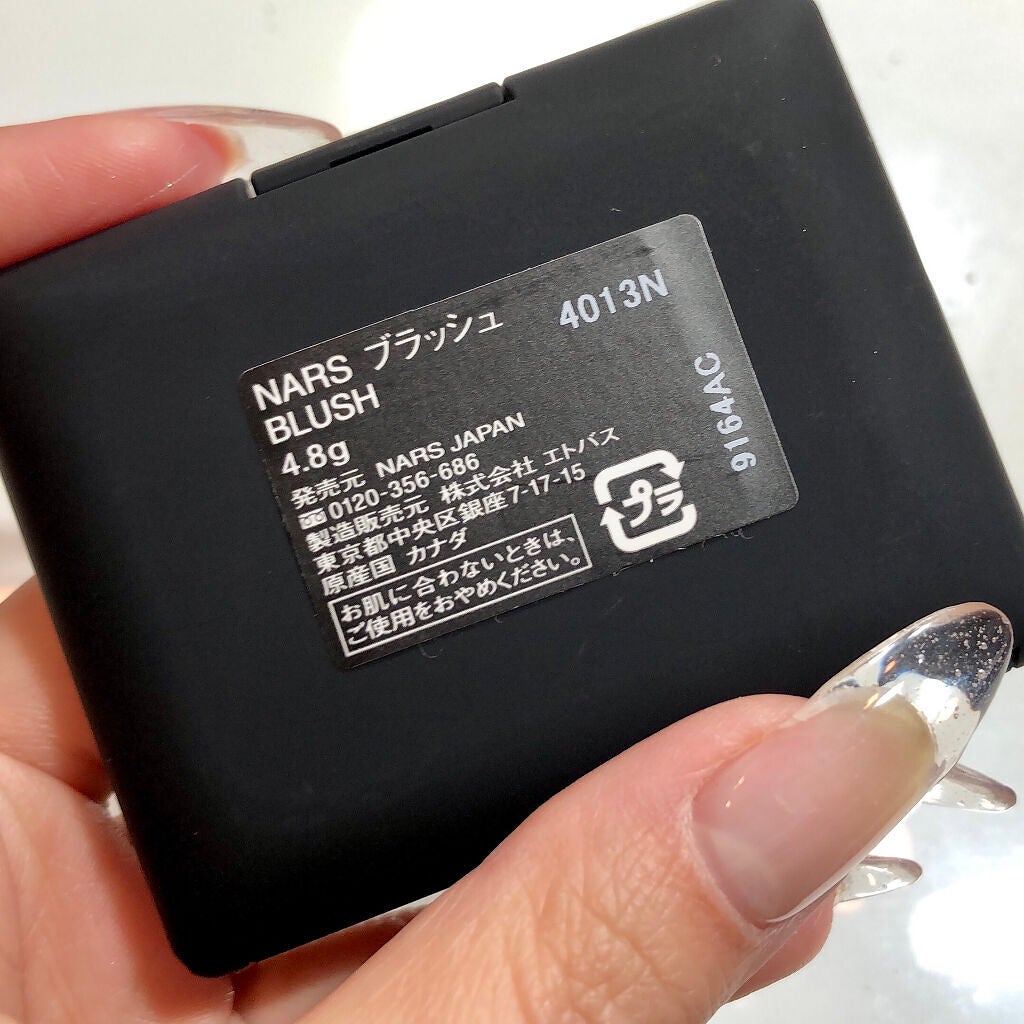 NARS ブラッシュ 4013N
BLUSH
4.8g
発売元 NARS JAPAN
0120-356-686
製造販売元 株式会社 エトバス
東京都中央区銀座7-17-15
原産国 カナダ
お肌に合わないときは、
ご使用をおやめください。
プラ
9164AC